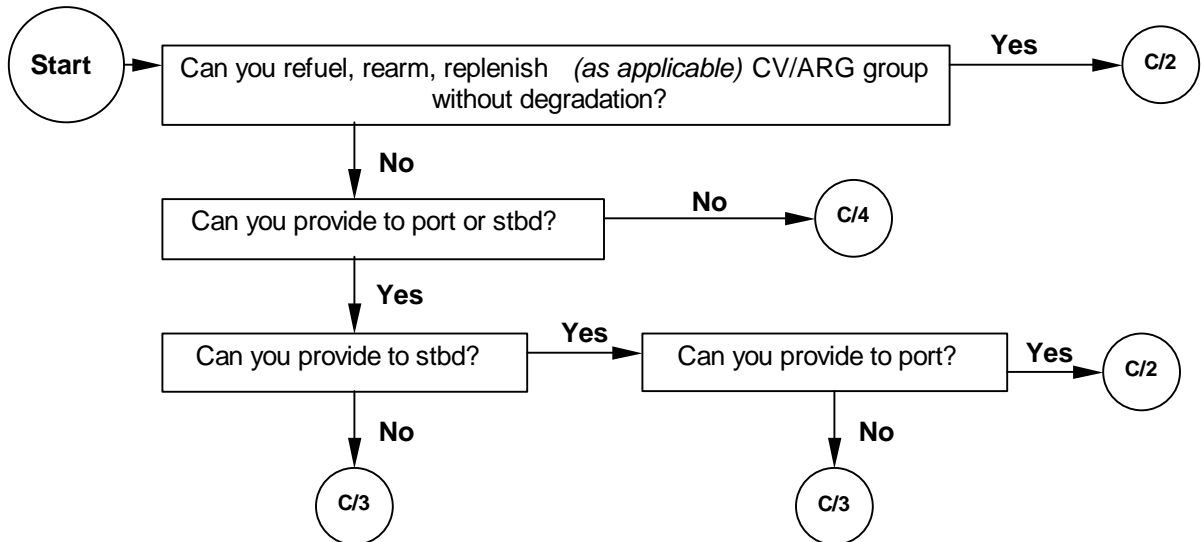 Start
Can you refuel, rearm, replenish (as applicable) CV/ARG group
without degradation?
Yes
C/2
No
Can you provide to port or stbd?
No
C/4
Yes
Can you provide to stbd?
Yes
Can you provide to port?
Yes
C/2
No
C/3
No
C/3